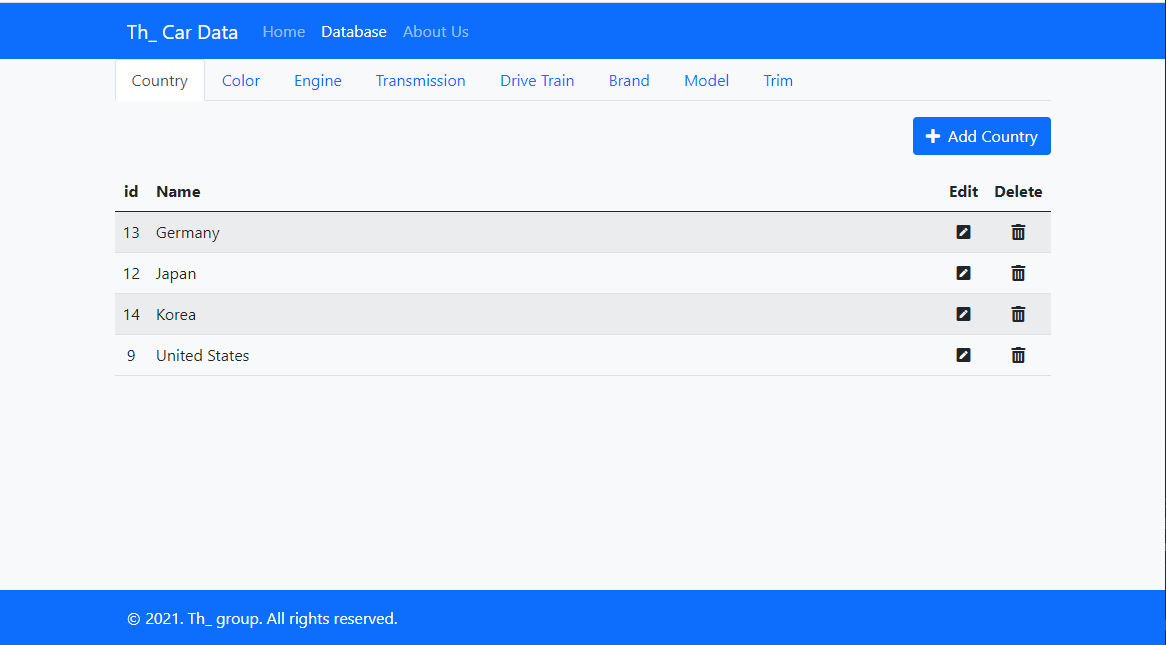 Th_ Car Data Home Database About Us
Country Color Engine Transmission Drive Train Brand Model Trim
Add Country
id Name Edit Delete
13 Germany
12 Japan
14 Korea
9 United States
© 2021. Th_ group. All rights reserved.